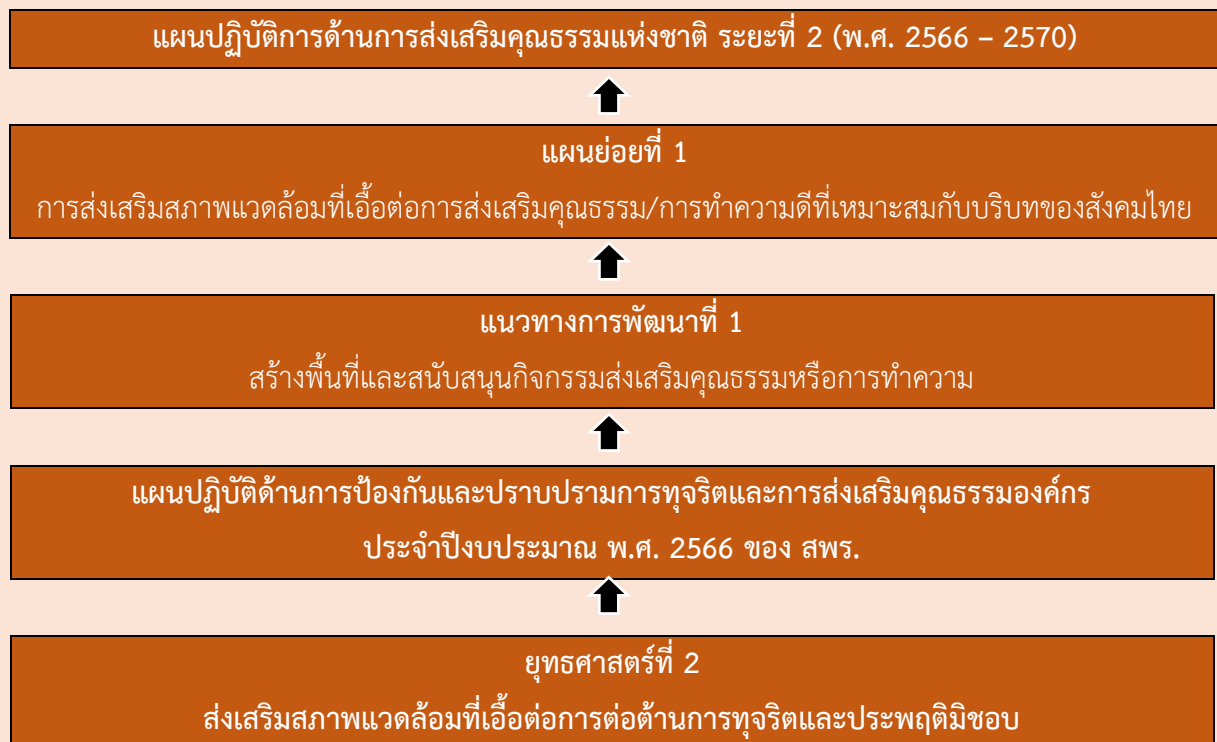 แผนปฏิบัติการด้านการส่งเสริมคุณธรรมแห่งชาติ ระยะที่ 2 (พ.ศ. 2566 – 2570)
แผนย่อยที่ 1
การส่งเสริมสภาพแวดล้อมที่เอื้อต่อการส่งเสริมคุณธรรม/การทำความดีที่เหมาะสมกับบริบทของสังคมไทย
แนวทางการพัฒนาที่ 1
สร้างพื้นที่และสนับสนุนกิจกรรมส่งเสริมคุณธรรมหรือการทำความ
แผนปฏิบัติด้านการป้องกันและปราบปรามการทุจริตและการส่งเสริมคุณธรรมองค์กร
ประจำปีงบประมาณ พ.ศ. 2566 ของ สพร.
ยุทธศาสตร์ที่ 2
ส่งเสริมสภาพแวดล้อมที่เอื้อต่อการต่อต้านการทุจริตและประพฤติมิชอบ